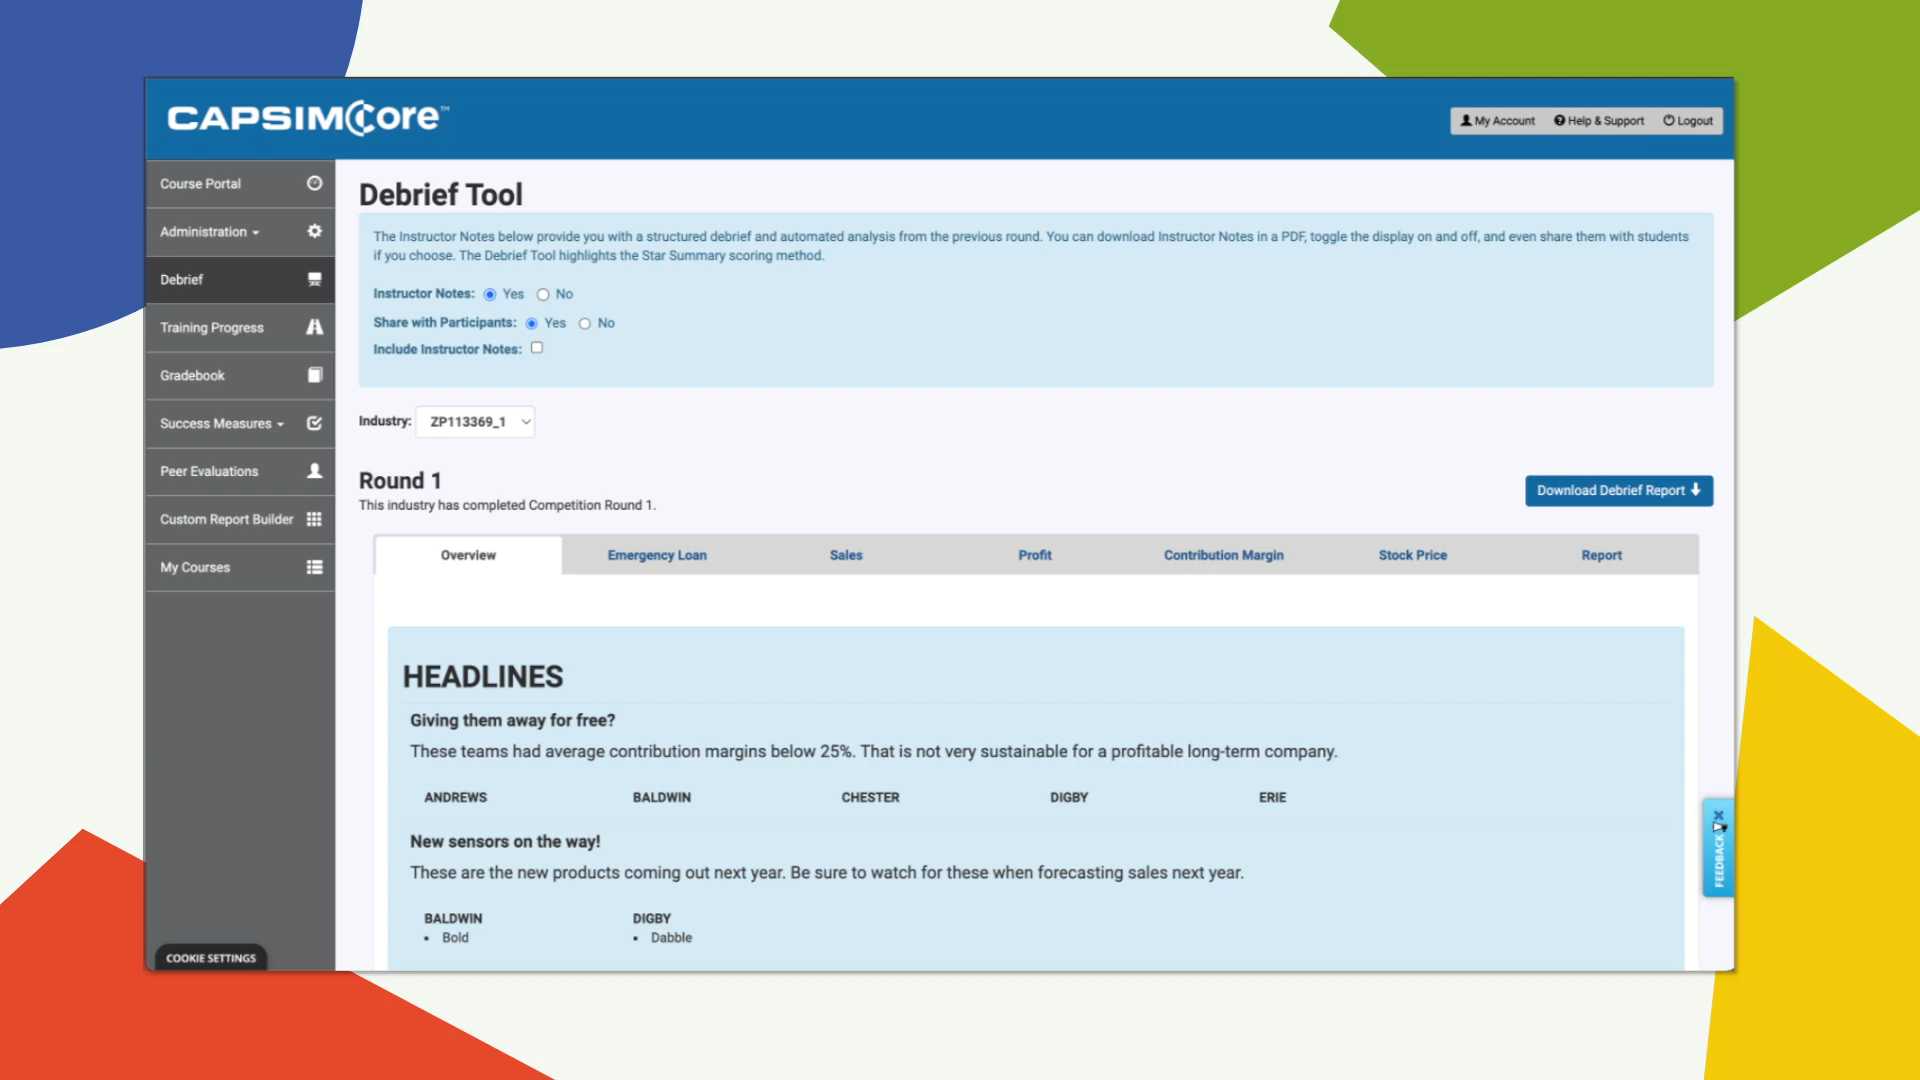 CAPSIMCore™
My Account Help & Support Logout
Course Portal
Administration
Debrief
Training Progress
Gradebook
Success Measures
Peer Evaluations
Custom Report Builder
My Courses
COOKIE SETTINGS
Debrief Tool
The Instructor Notes below provide you with a structured debrief and automated analysis from the previous round. You can download Instructor Notes in a PDF, toggle the display on and off, and even share them with students
if you choose. The Debrief Tool highlights the Star Summary scoring method.
Instructor Notes: Yes No
Share with Participants: Yes No
Include Instructor Notes:
Industry: ZP113369_1
Round 1
This industry has completed Competition Round 1.
Download Debrief Report
Overview Emergency Loan Sales Profit Contribution Margin Stock Price Report
HEADLINES
Giving them away for free?
These teams had average contribution margins below 25%. That is not very sustainable for a profitable long-term company.
ANDREWS BALDWIN CHESTER DIGBY ERIE
New sensors on the way!
These are the new products coming out next year. Be sure to watch for these when forecasting sales next year.
BALDWIN DIGBY
• Bold • Dabble
FEEDBACK